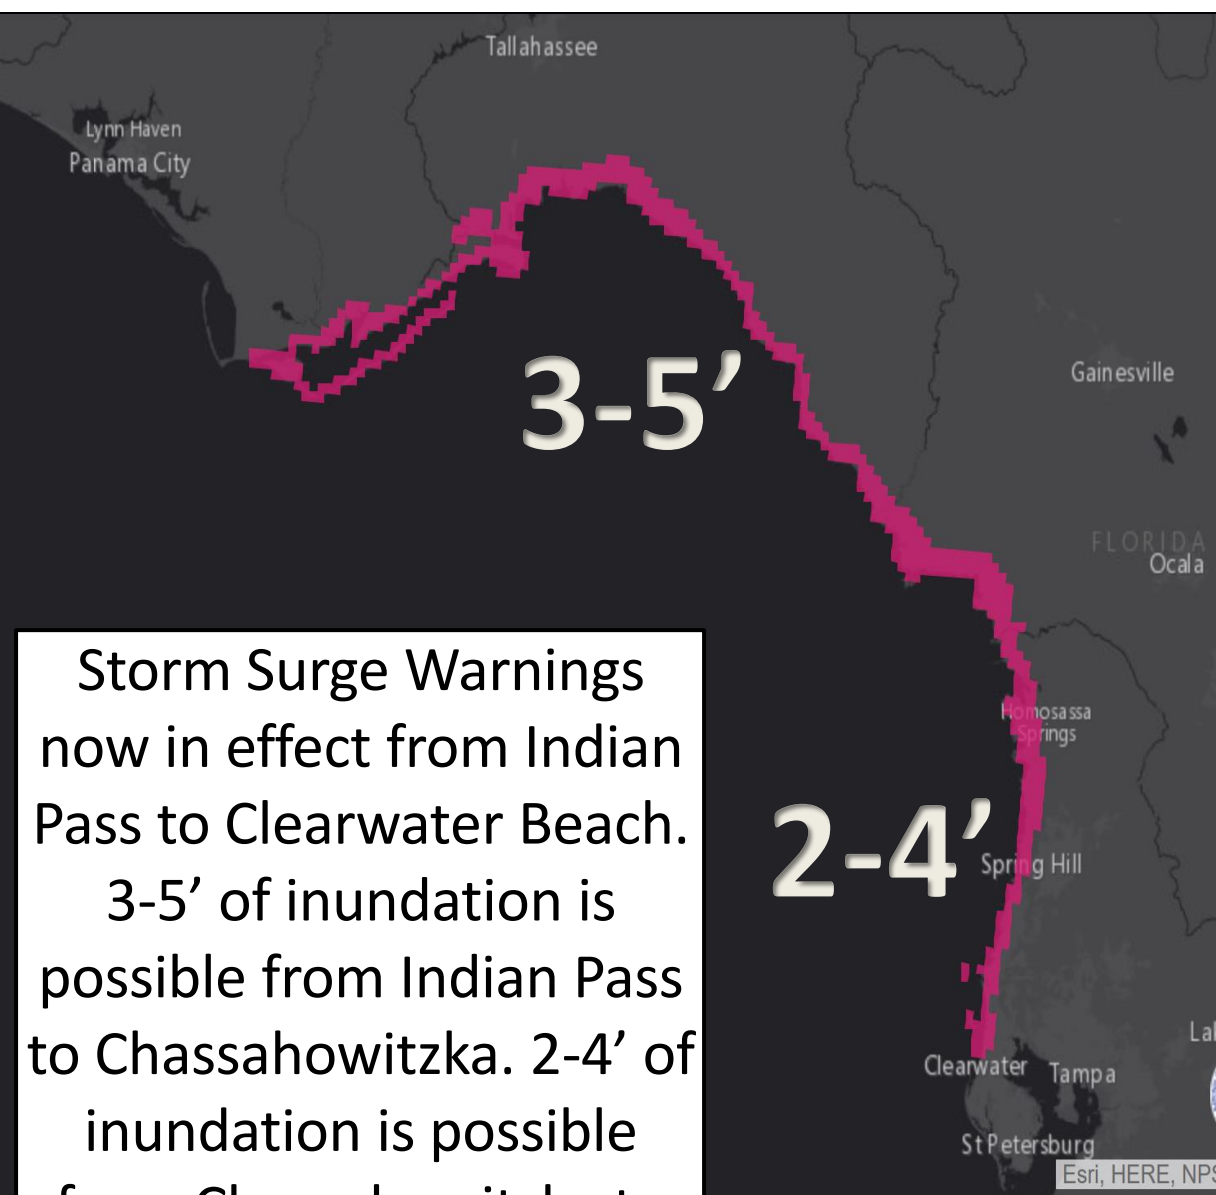 Tallahassee
Lynn Haven
Panama City
3-5’
Gainesville
FLORIDA
Ocala
Storm Surge Warnings
now in effect from Indian
Pass to Clearwater Beach.
3-5’ of inundation is
possible from Indian Pass
to Chassahowitzka. 2-4’ of
inundation is possible
Homosassa
Springs
2-4’
Spring Hill
Clearwater
Tampa
St Petersburg
Esri, HERE, NPS